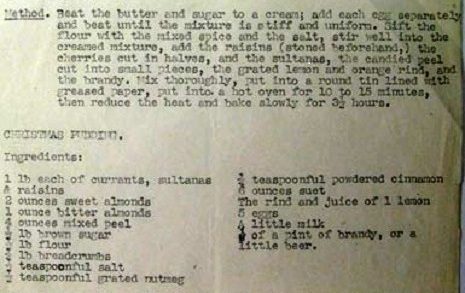 Method. Beat the butter and sugar to a cream; add each egg separately
and beat until the mixture is stiff and uniform. Sift the
flour with the mixed spice and the salt, stir well into the
creamed mixture, add the raisins (stoned beforehand,) the
cherries cut in halves, and the sultanas, the candied peel
cut into small pieces, the grated lemon and orange rind, and
the brandy. Mix thoroughly, put into a round tin lined with
greased paper, put into a hot oven for 10 to 15 minutes,
then reduce the heat and bake slowly for 3½ hours.
CHRISTMAS PUDDING.
Ingredients:
1 lb each of currants, sultanas
& raisins
2 ounces sweet almonds
1 ounce bitter almonds
4 ounces mixed peel
lb brown sugar
lb flour
lb breadcrumbs
teaspoonful salt
teaspoonful grated nutmeg
teaspoonful powdered cinnamon
6 ounces suet
The rind and juice of 1 lemon
5 eggs
little milk
of a pint of brandy, or a
little beer.